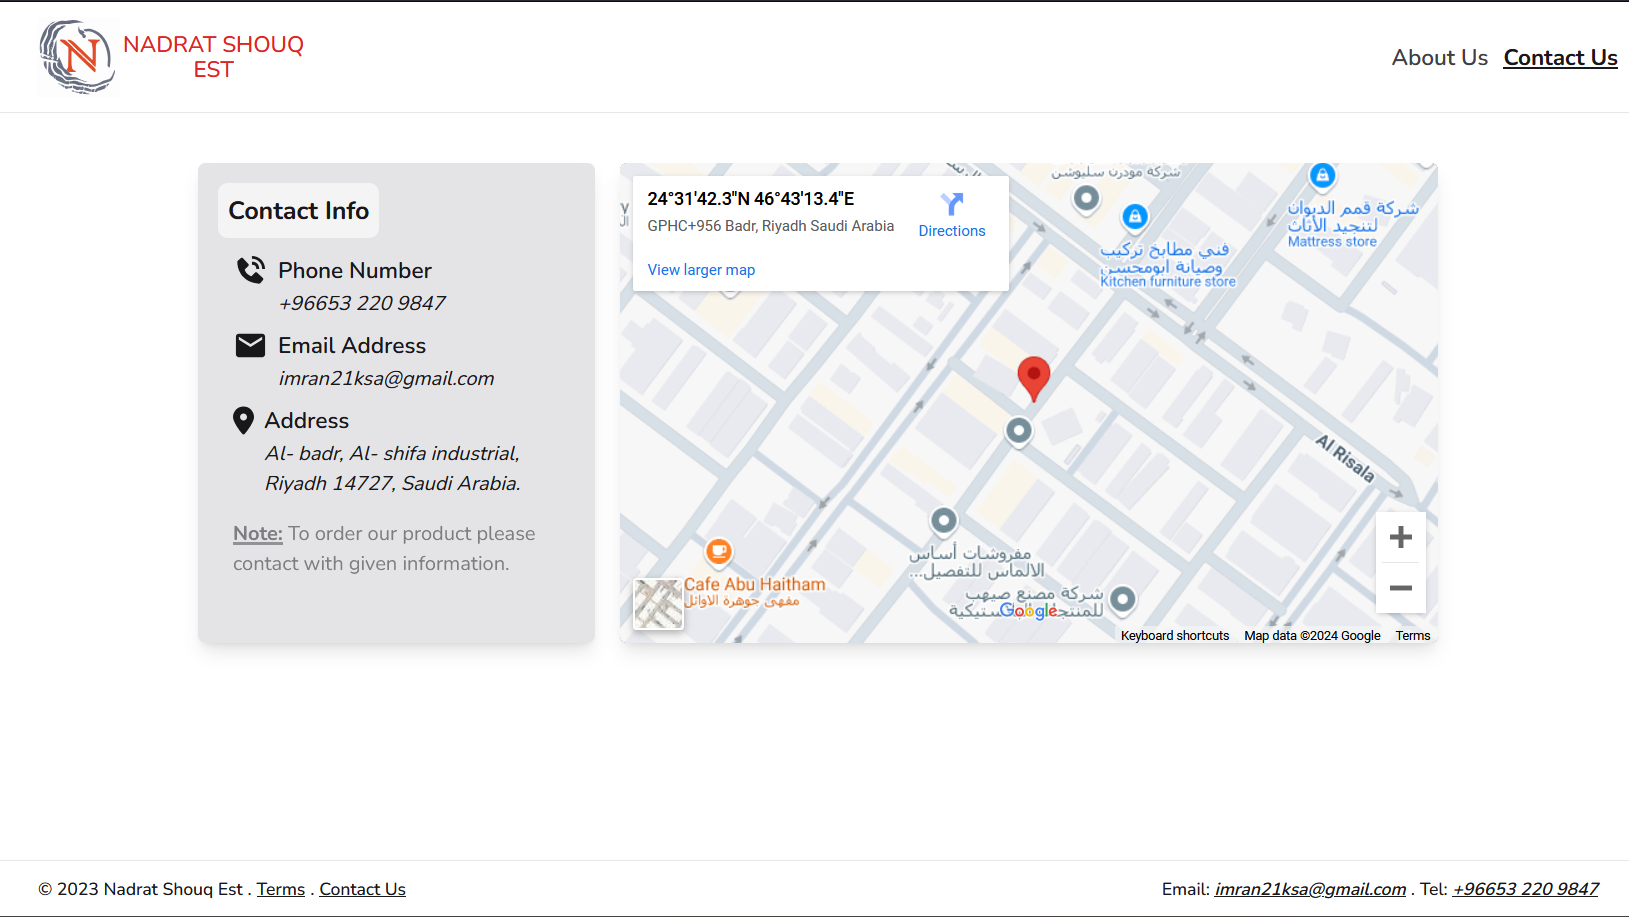 N
NADRAT SHOUQ
EST
About Us
Contact Us
Contact Info
Phone Number
+96653 220 9847
Email Address
imran21ksa@gmail.com
Address
Al- badr, Al- shifa industrial,
Riyadh 14727, Saudi Arabia.
Note: To order our product please
contact with given information.
24°31'42.3"N 46°43'13.4"E
GPHC+956 Badr, Riyadh Saudi Arabia
Directions
View larger map
شركة مودرن سليوشن
شركة قمم الديوان
لتنجيد الأثاث
Mattress store
فني مطابخ تركيب
وصيانة ابومحسن
Kitchen furniture store
Al Risala
مفروشات أساس
الالماس للتفصيل...
Cafe Abu Haitham
مقهى جوهرة الاوائل
شركة مصنع صيهب
Google
Keyboard shortcuts
Map data ©2024 Google
Terms
© 2023 Nadrat Shouq Est . Terms . Contact Us
Email: imran21ksa@gmail.com . Tel: +96653 220 9847